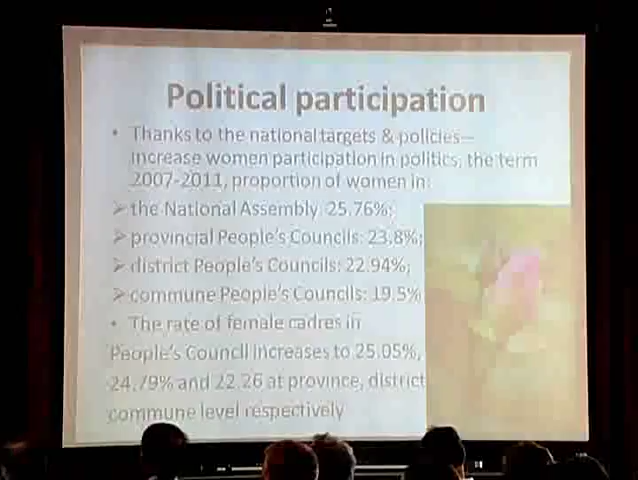 Political participation
• Thanks to the national targets & policies–
increase women participation in politics, the term
2007-2011, proportion of women in:
➢ the National Assembly 25.76%;
➢ provincial People's Councils: 23.8%;
➢ district People's Councils: 22.94%;
➢ commune People's Councils: 19.5%
• The rate of female cadres in
People's Council increases to 25.05%,
24.79% and 22.26 at province, district
commune level respectively